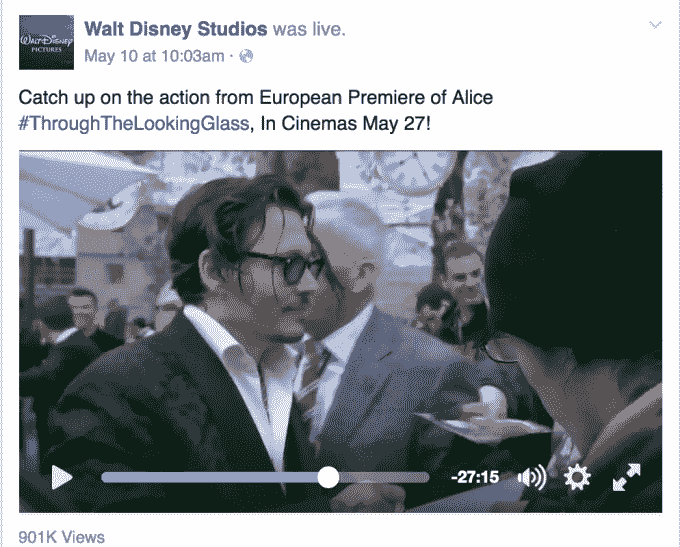 WALT DISNEY
PICTURES
Walt Disney Studios was live.
May 10 at 10:03am ·
Catch up on the action from European Premiere of Alice
#ThroughTheLookingGlass, In Cinemas May 27!
-27:15
901K Views